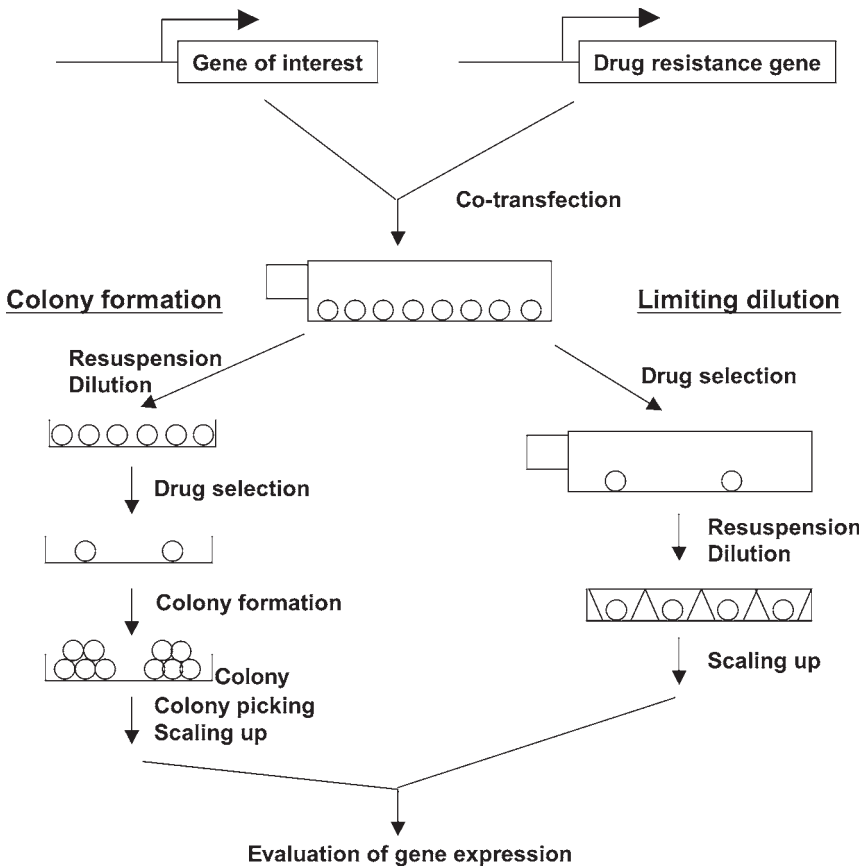 Gene of interest
Drug resistance gene
Co-transfection
Colony formation
Limiting dilution
Resuspension
Dilution
Drug selection
Drug selection
Resuspension
Dilution
Colony formation
Scaling up
Colony
Colony picking
Scaling up
Evaluation of gene expression